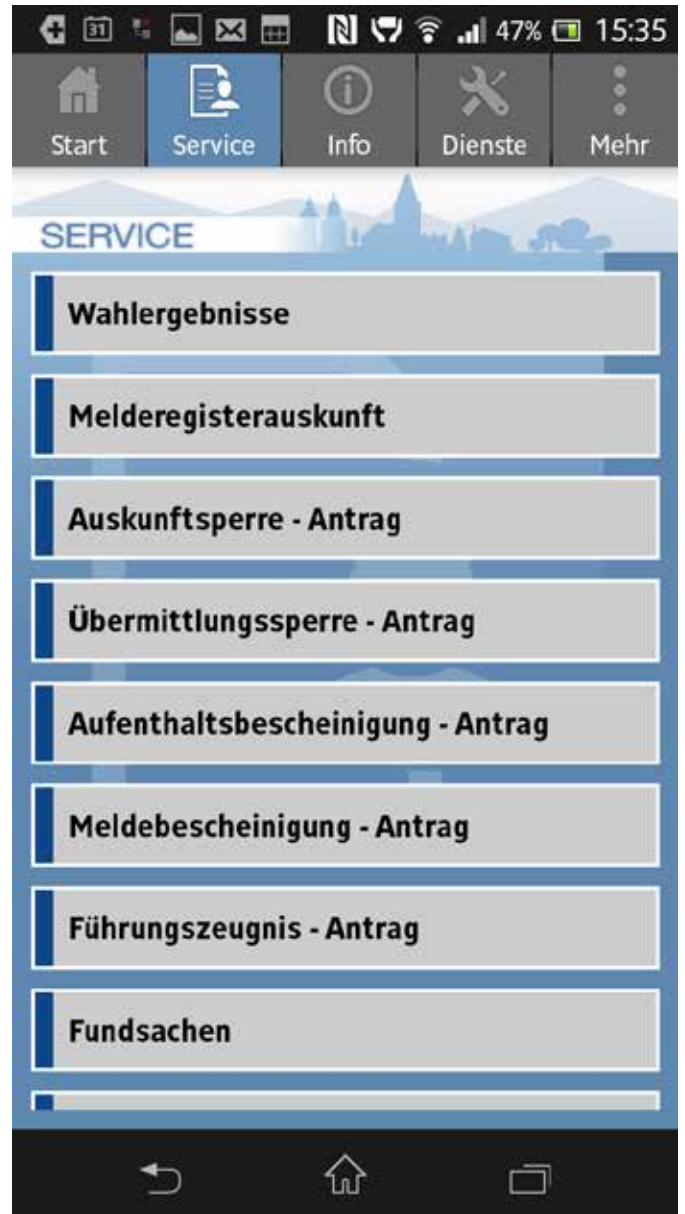 31 47% 15:35
Start Service Info Dienste Mehr
SERVICE
Wahlergebnisse
Melderegisterauskunft
Auskunftsperre - Antrag
Übermittlungssperre - Antrag
Aufenthaltsbescheinigung - Antrag
Meldebescheinigung - Antrag
Führungszeugnis - Antrag
Fundsachen